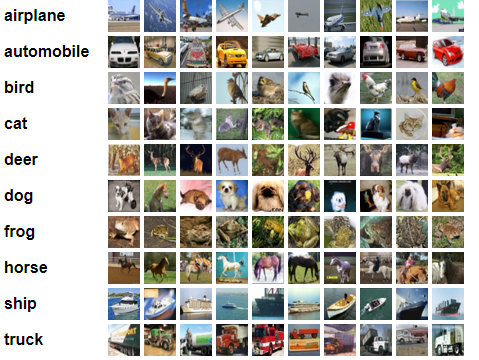 airplane
automobile
bird
cat
deer
dog
frog
horse
ship
truck